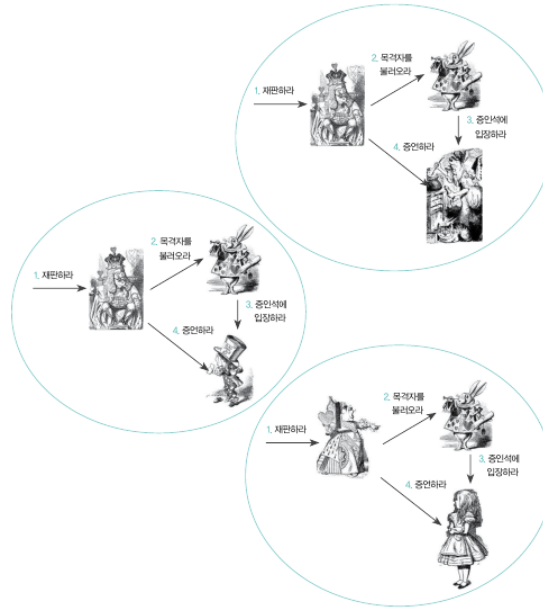 1. 재판하라
2. 목격자를
불러오라
3. 증인석에
입장하라
4. 증언하라
1. 재판하라
2. 목격자를
불러오라
3. 증인석에
입장하라
4. 증언하라
1. 재판하라
2. 목격자를
불러오라
3. 증인석에
입장하라
4. 증언하라